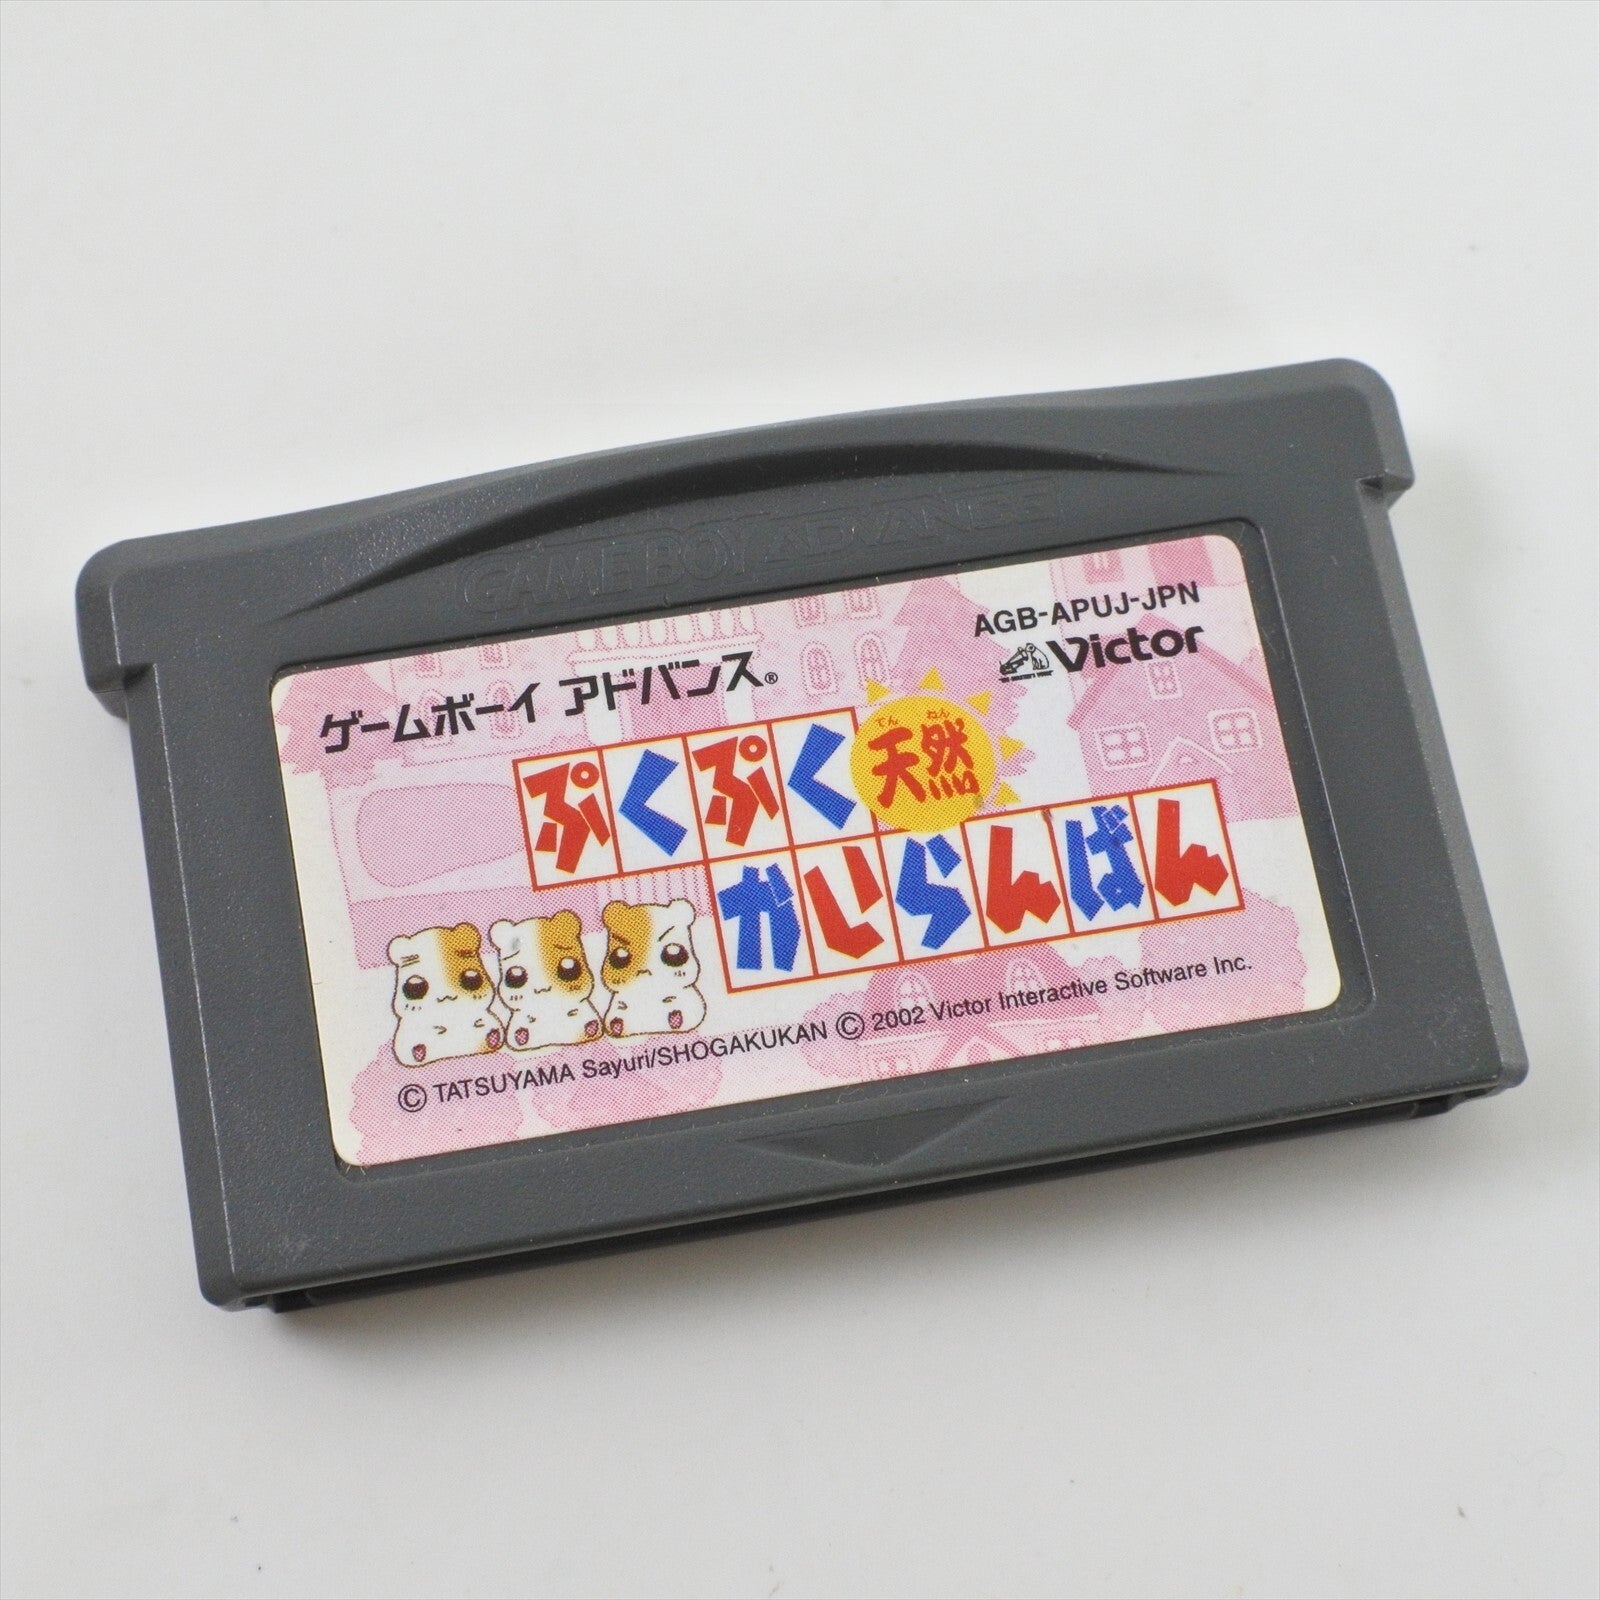 GAME BOY ADVANCE
AGB-APUJ-JPN
Victor
ゲームボーイ アドバンス®
ぷくぷく天然
てんねん
かいらんばん
© TATSUYAMA Sayuri/SHOGAKUKAN © 2002 Victor Interactive Software Inc.